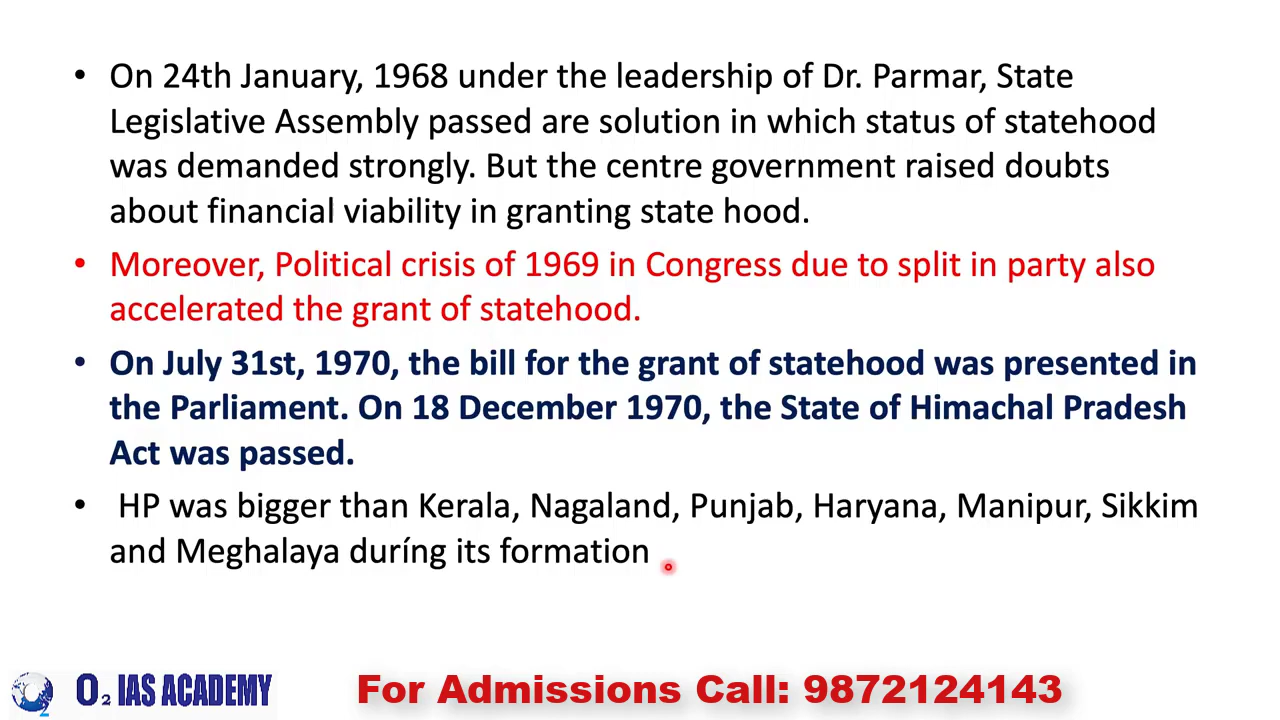 • On 24th January, 1968 under the leadership of Dr. Parmar, State
Legislative Assembly passed are solution in which status of statehood
was demanded strongly. But the centre government raised doubts
about financial viability in granting state hood.
• Moreover, Political crisis of 1969 in Congress due to split in party also
accelerated the grant of statehood.
• On July 31st, 1970, the bill for the grant of statehood was presented in
the Parliament. On 18 December 1970, the State of Himachal Pradesh
Act was passed.
• HP was bigger than Kerala, Nagaland, Punjab, Haryana, Manipur, Sikkim
and Meghalaya duríng its formation
O2 IAS ACADEMY
For Admissions Call: 9872124143